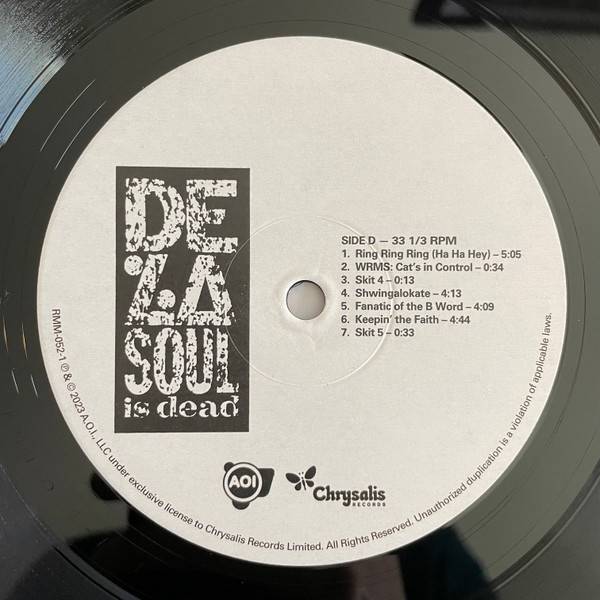 DE
LA
SOUL
is dead
SIDE D — 33 1/3 RPM
1. Ring Ring Ring (Ha Ha Hey) – 5:05
2. WRMS: Cat's in Control – 0:34
3. Skit 4 – 0:13
4. Shwingalokate – 4:13
5. Fanatic of the B Word – 4:09
6. Keepin' the Faith – 4:44
7. Skit 5 – 0:33
AOI
Chrysalis
RECORDS
RMM-052-1 ℗ & © 2023 A.O.I., LLC under exclusive license to Chrysalis Records Limited. All Rights Reserved. Unauthorized duplication is a violation of applicable laws.